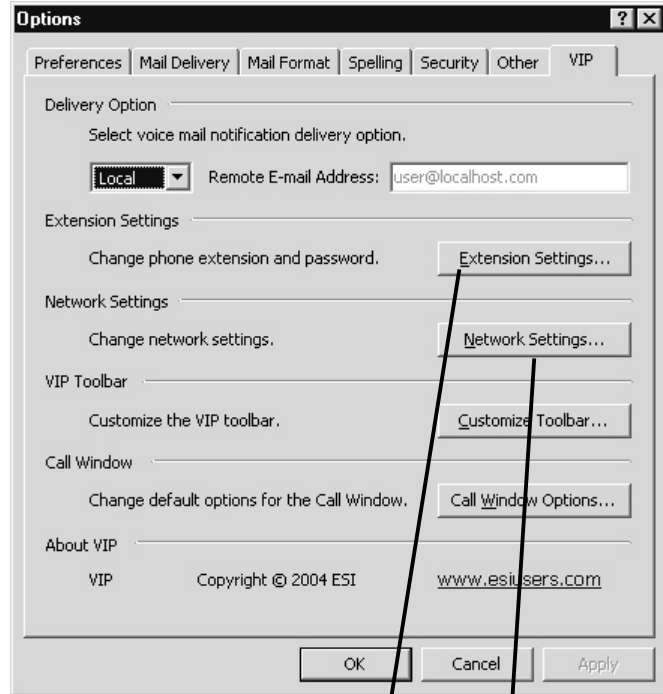 Options
Preferences Mail Delivery Mail Format Spelling Security Other VIP
Delivery Option
Select voice mail notification delivery option.
Local Remote E-mail Address: user@localhost.com
Extension Settings
Change phone extension and password. Extension Settings...
Network Settings
Change network settings. Network Settings...
VIP Toolbar
Customize the VIP toolbar. Customize Toolbar...
Call Window
Change default options for the Call Window. Call Window Options...
About VIP
VIP Copyright © 2004 ESI www.esiusers.com
OK Cancel Apply